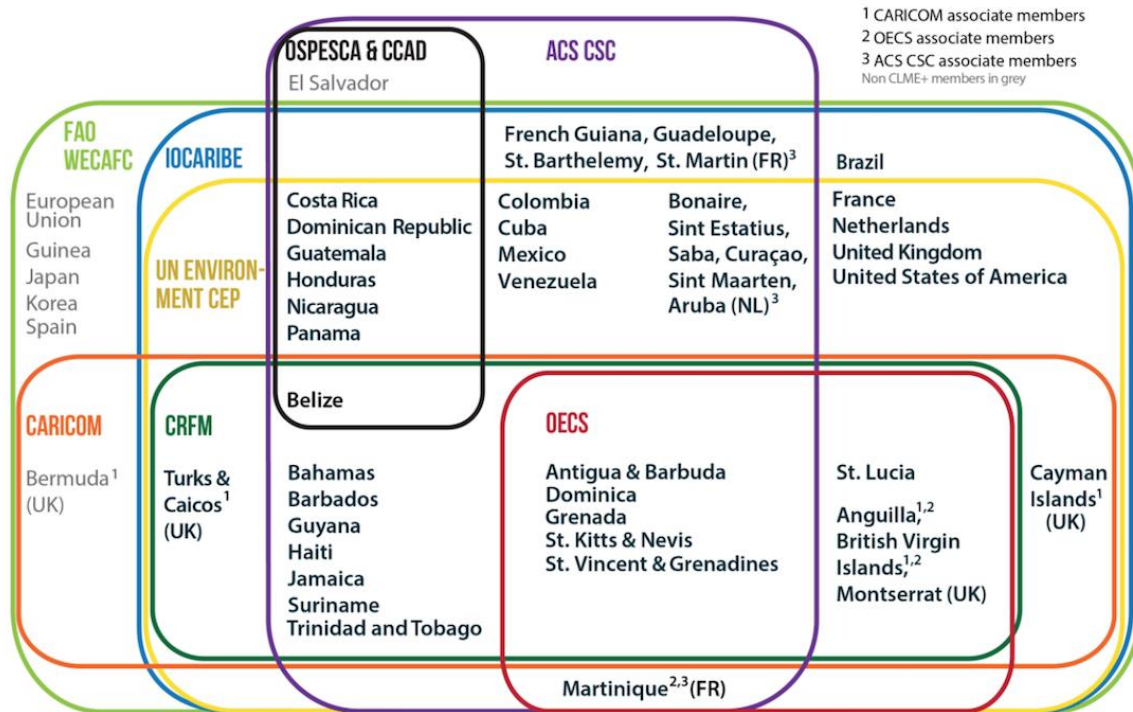 ¹ CARICOM associate members
² OECS associate members
³ ACS CSC associate members
Non CLME+ members in grey
OSPESCA & CCAD
El Salvador
ACS CSC
FAO
WECAFC
European
Union
Guinea
Japan
Korea
Spain
IOCARIBE
French Guiana, Guadeloupe,
St. Barthelemy, St. Martin (FR)³
Brazil
UN ENVIRON-
MENT CEP
Costa Rica
Dominican Republic
Guatemala
Honduras
Nicaragua
Panama
Colombia
Cuba
Mexico
Venezuela
Bonaire,
Sint Estatius,
Saba, Curaçao,
Sint Maarten,
Aruba (NL)³
France
Netherlands
United Kingdom
United States of America
Belize
CARICOM
Bermuda¹
(UK)
CRFM
Turks &
Caicos¹
(UK)
Bahamas
Barbados
Guyana
Haiti
Jamaica
Suriname
Trinidad and Tobago
OECS
Antigua & Barbuda
Dominica
Grenada
St. Kitts & Nevis
St. Vincent & Grenadines
St. Lucia
Anguilla,¹,²
British Virgin
Islands,¹,²
Montserrat (UK)
Cayman
Islands¹
(UK)
Martinique²,³(FR)